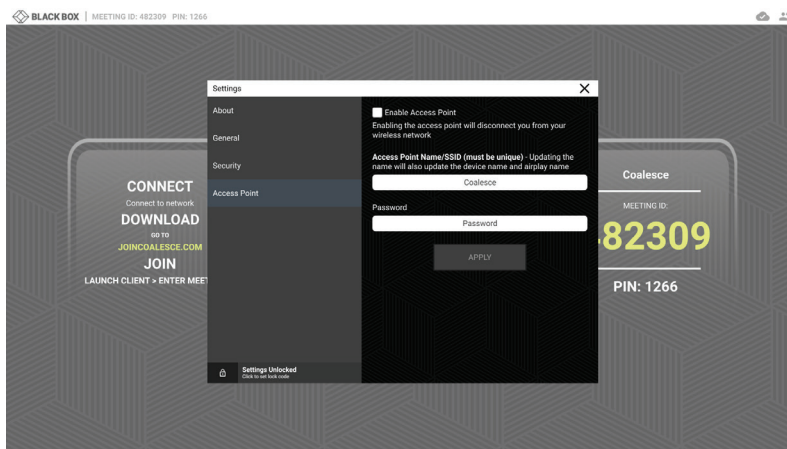 BLACK BOX | MEETING ID: 482309 PIN: 1266
Settings
About
General
Security
Access Point
Settings Unlocked
Click to set lock code
Enable Access Point
Enabling the access point will disconnect you from your
wireless network
Access Point Name/SSID (must be unique) - Updating the
name will also update the device name and airplay name
Coalesce
Password
Password
APPLY
CONNECT
Connect to network
DOWNLOAD
GO TO
JOINCOALESCE.COM
JOIN
LAUNCH CLIENT > ENTER MEET
Coalesce
MEETING ID:
482309
PIN: 1266